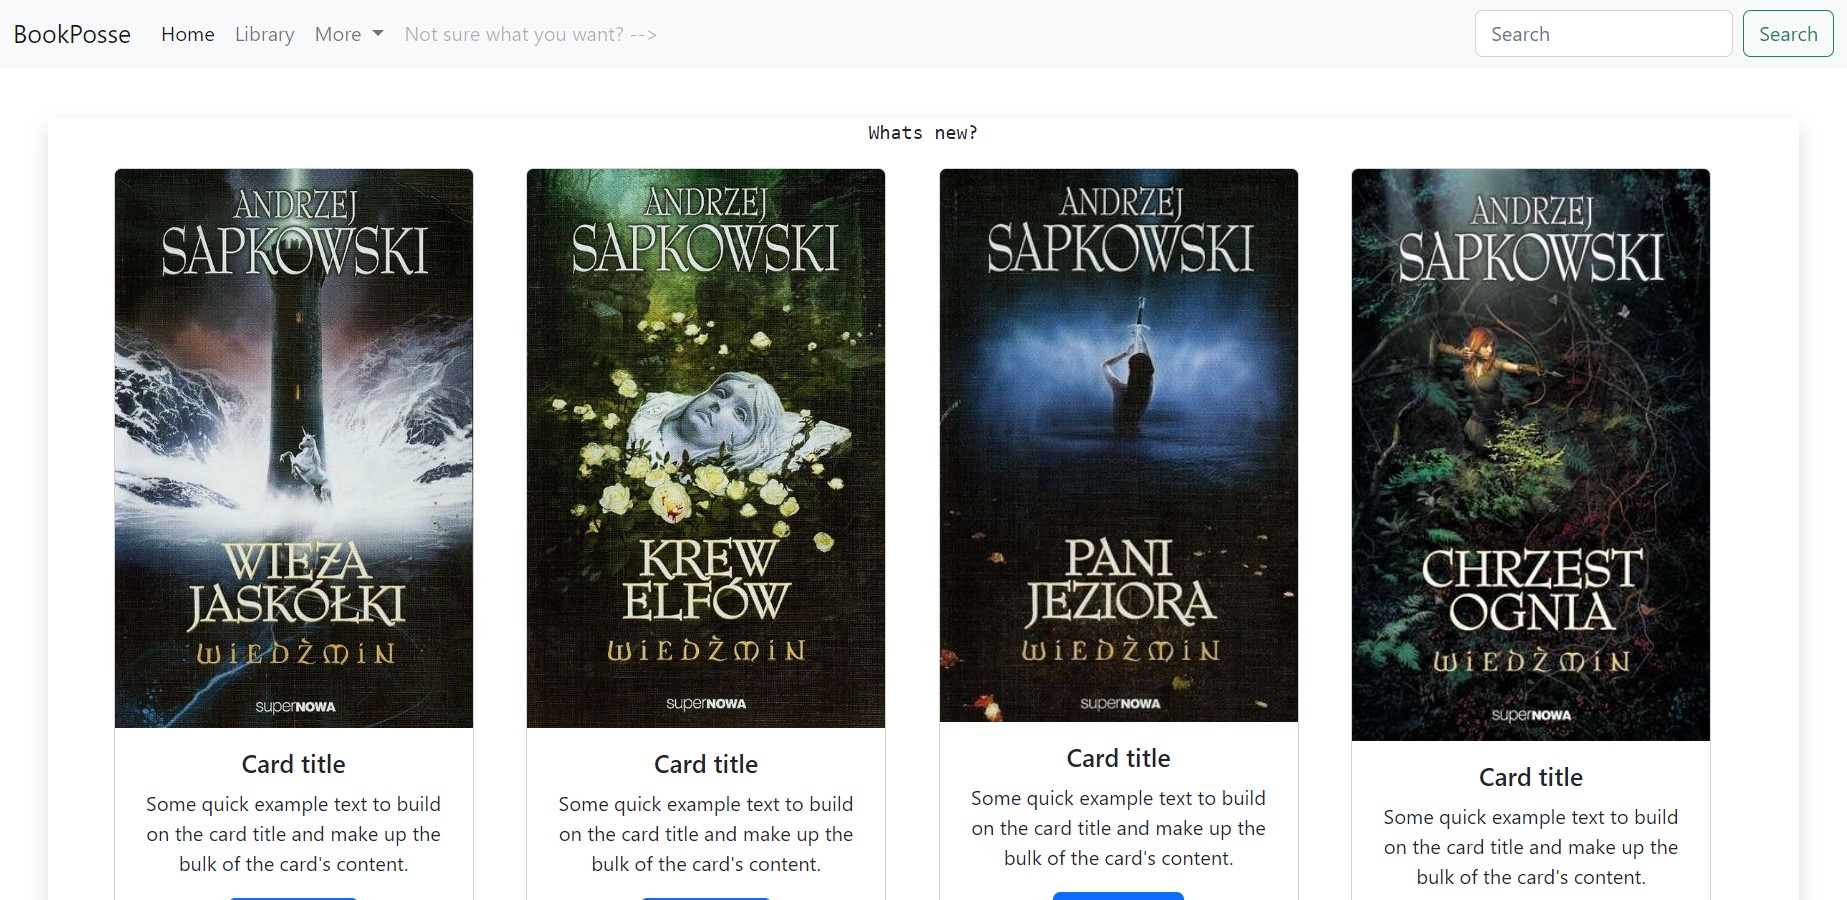 BookPosse Home Library More Not sure what you want? --> Search Search
Whats new?
ANDRZEJ
SAPKOWSKI
WIEŻA
JASKÓŁKI
WIEDŹMIN
superNOWA
Card title
Some quick example text to build
on the card title and make up the
bulk of the card's content.
ANDRZEJ
SAPKOWSKI
KREW
ELFÓW
WIEDŹMIN
superNOWA
Card title
Some quick example text to build
on the card title and make up the
bulk of the card's content.
ANDRZEJ
SAPKOWSKI
PANI
JEZIORA
WIEDŹMIN
superNOWA
Card title
Some quick example text to build
on the card title and make up the
bulk of the card's content.
ANDRZEJ
SAPKOWSKI
CHRZEST
OGNIA
WIEDŹMIN
superNOWA
Card title
Some quick example text to build
on the card title and make up the
bulk of the card's content.